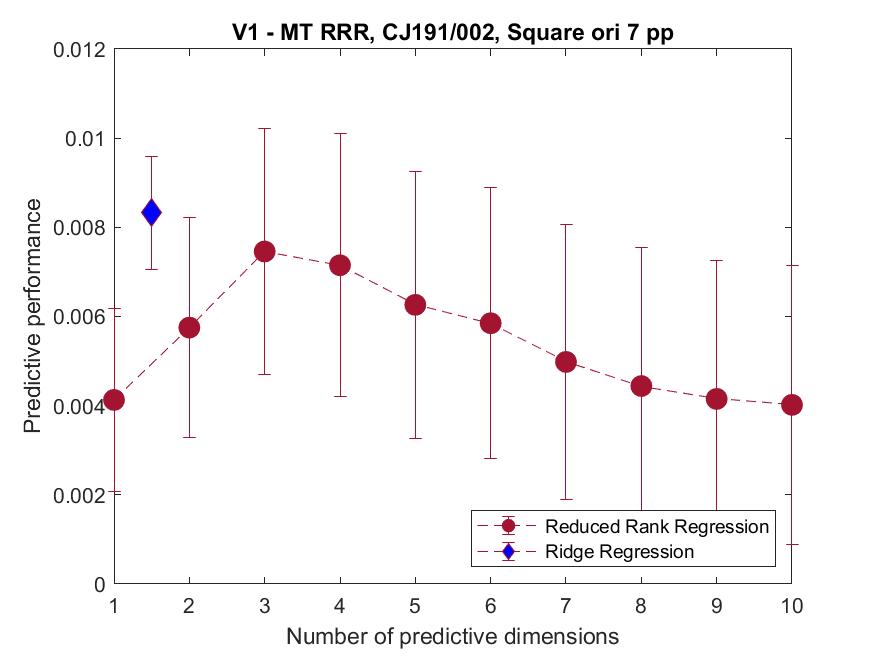 V1 - MT RRR, CJ191/002, Square ori 7 pp
0.012
0.01
0.008
0.006
0.004
0.002
0
Predictive performance
1 2 3 4 5 6 7 8 9 10
Number of predictive dimensions
Reduced Rank Regression
Ridge Regression